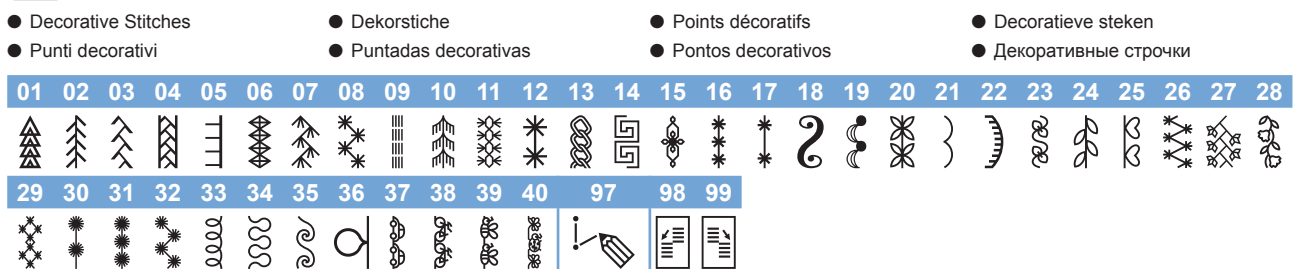 ● Decorative Stitches ● Dekorstiche ● Points décoratifs ● Decoratieve steken
● Punti decorativi ● Puntadas decorativas ● Pontos decorativos ● Декоративные строчки
01 02 03 04 05 06 07 08 09 10 11 12 13 14 15 16 17 18 19 20 21 22 23 24 25 26 27 28
29 30 31 32 33 34 35 36 37 38 39 40 97 98 99